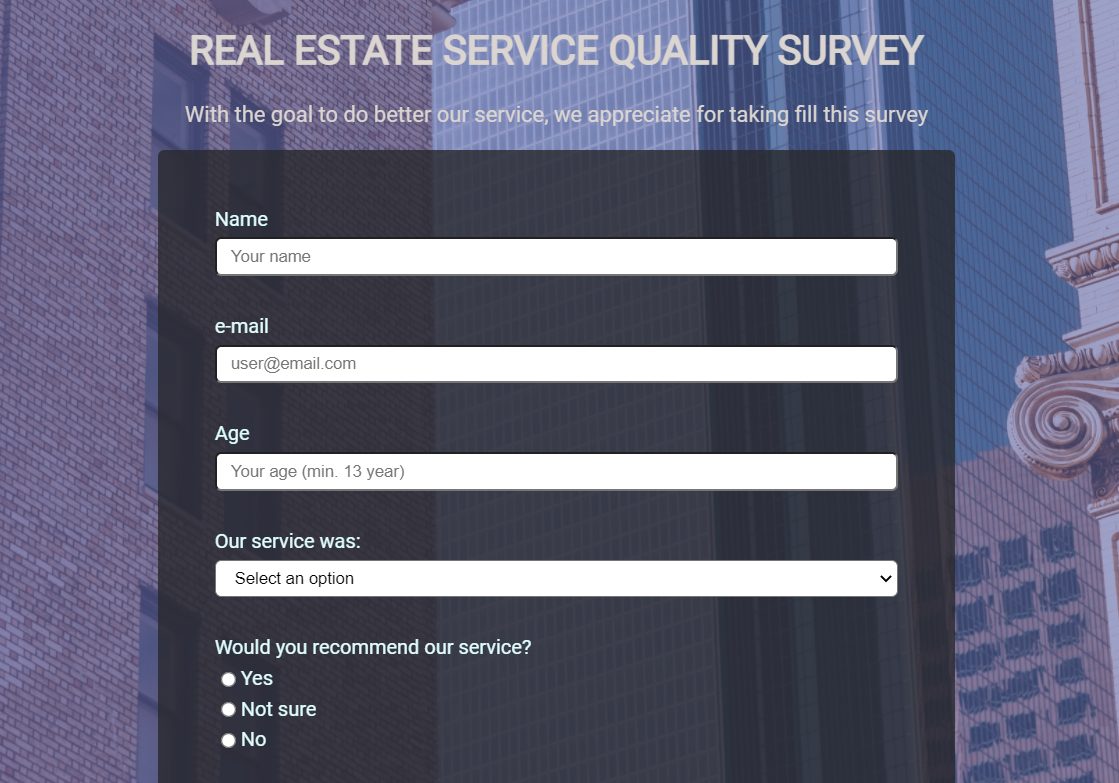 REAL ESTATE SERVICE QUALITY SURVEY
With the goal to do better our service, we appreciate for taking fill this survey
Name
Your name
e-mail
user@email.com
Age
Your age (min. 13 year)
Our service was:
Select an option
Would you recommend our service?
Yes
Not sure
No